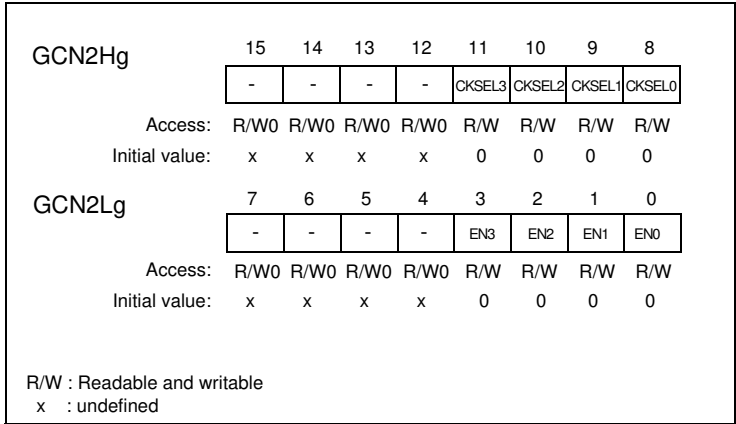 GCN2Hg 15 14 13 12 11 10 9 8
- - - - CKSEL3 CKSEL2 CKSEL1 CKSEL0
Access: R/W0 R/W0 R/W0 R/W0 R/W R/W R/W R/W
Initial value: x x x x 0 0 0 0
GCN2Lg 7 6 5 4 3 2 1 0
- - - - EN3 EN2 EN1 EN0
Access: R/W0 R/W0 R/W0 R/W0 R/W R/W R/W R/W
Initial value: x x x x 0 0 0 0
R/W : Readable and writable
x : undefined